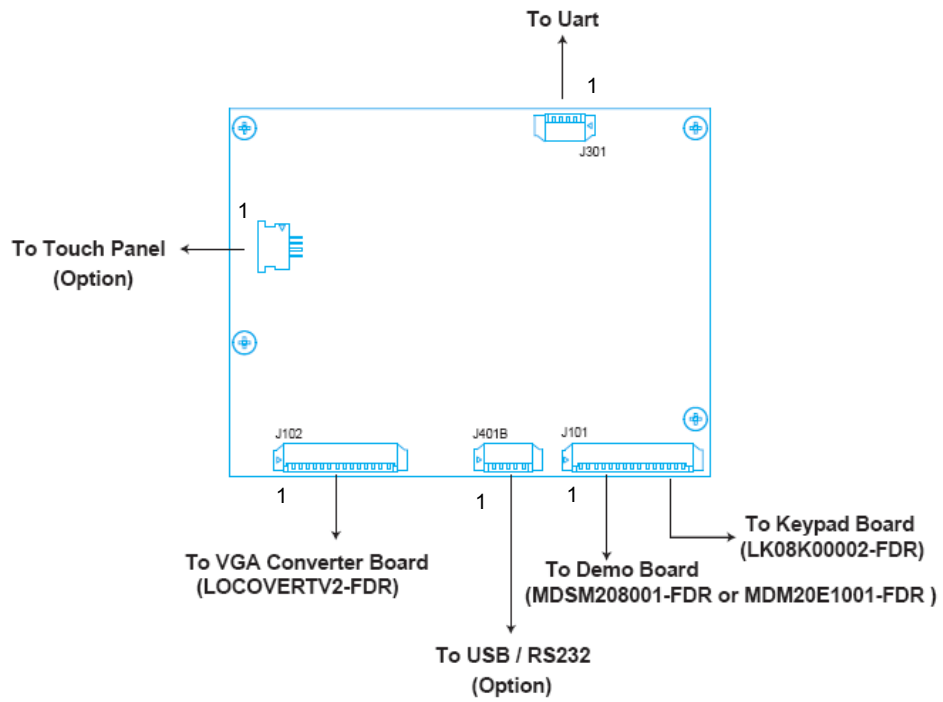 To Uart
1
J301
1
To Touch Panel
(Option)
J102
J401B
J101
1
1
1
To Keypad Board
(LK08K00002-FDR)
To VGA Converter Board
(LOCOVERTV2-FDR)
To Demo Board
(MDSM208001-FDR or MDM20E1001-FDR )
To USB / RS232
(Option)